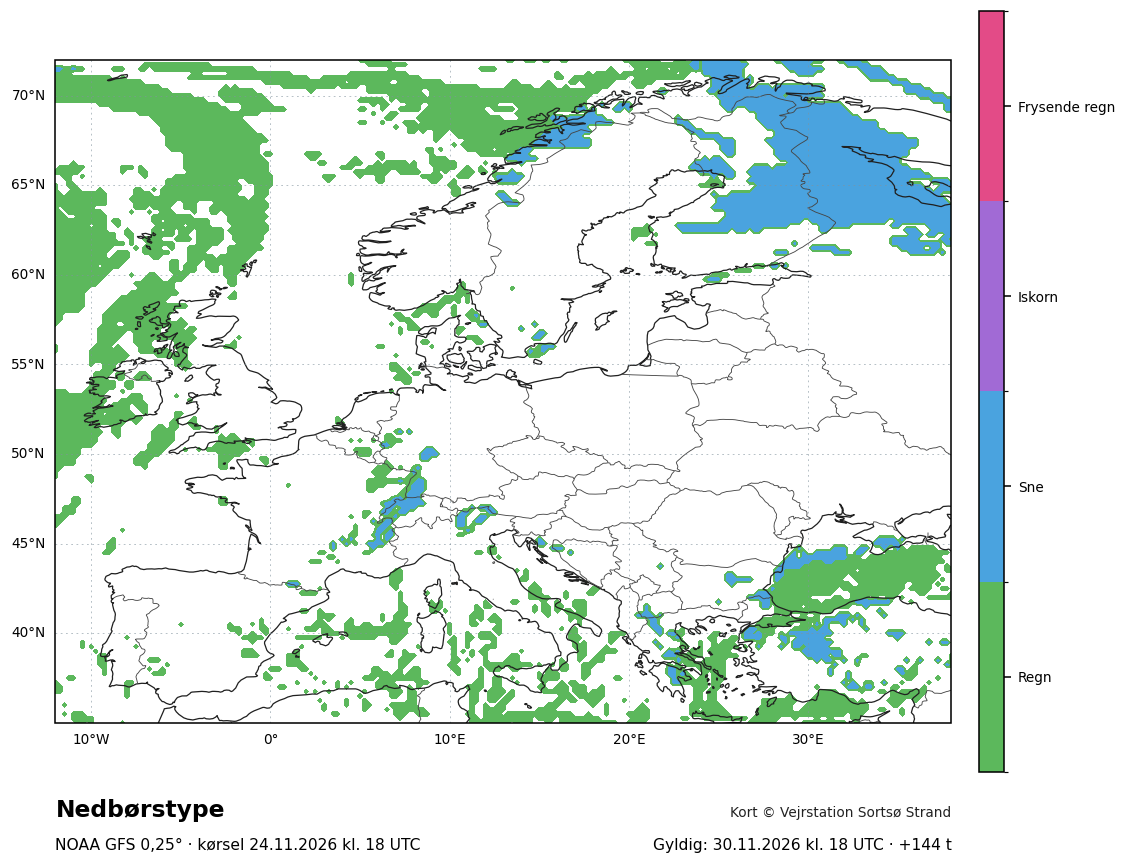 70°N
65°N
60°N
55°N
50°N
45°N
40°N
10°W
0°
10°E
20°E
30°E
Frysende regn
Iskorn
Sne
Regn
Nedbørstype
Kort © Vejrstation Sortsø Strand
NOAA GFS 0,25° · kørsel 24.11.2026 kl. 18 UTC
Gyldig: 30.11.2026 kl. 18 UTC · +144 t